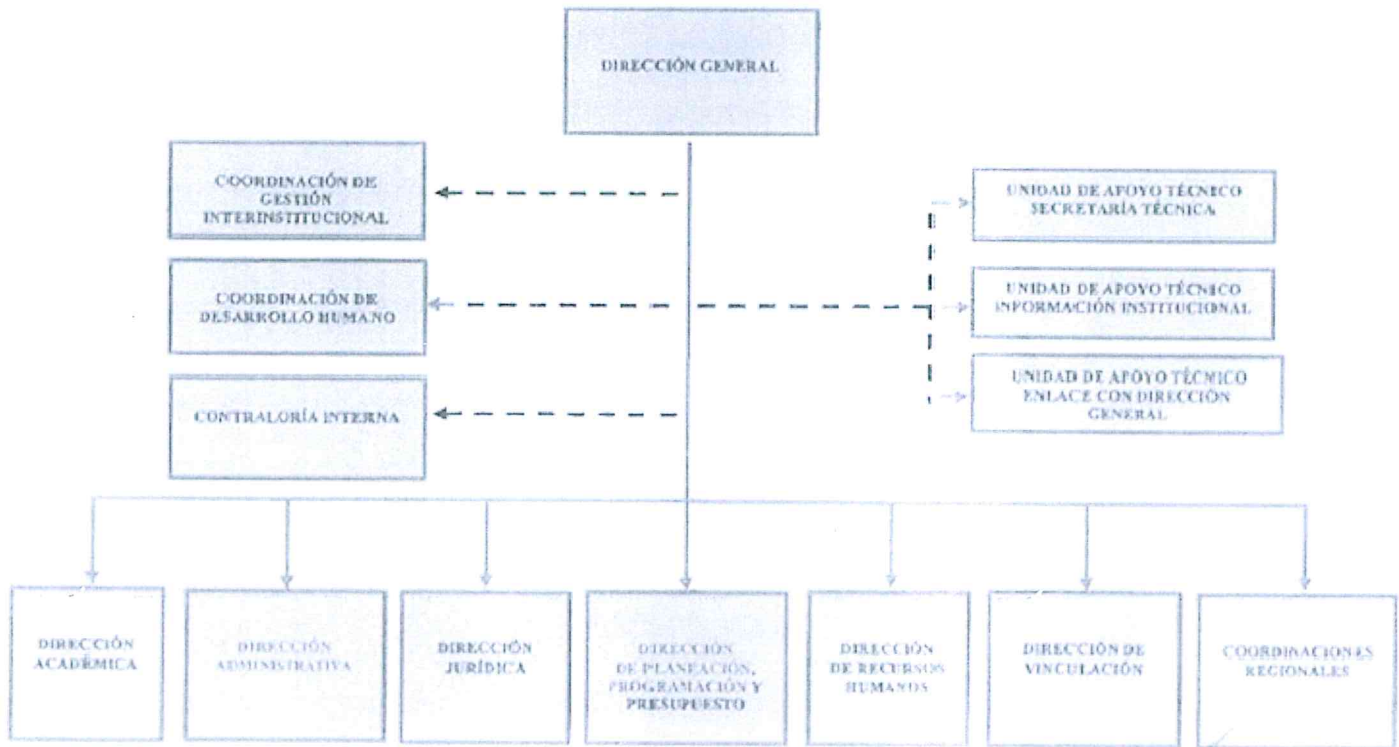 DIRECCIÓN GENERAL
COORDINACIÓN DE
GESTIÓN
INTERINSTITUCIONAL
UNIDAD DE APOYO TÉCNICO
SECRETARÍA TÉCNICA
COORDINACIÓN DE
DESARROLLO HUMANO
UNIDAD DE APOYO TÉCNICO
INFORMACIÓN INSTITUCIONAL
CONTRALORÍA INTERNA
UNIDAD DE APOYO TÉCNICO
ENLACE CON DIRECCIÓN
GENERAL
DIRECCIÓN
ACADÉMICA
DIRECCIÓN
ADMINISTRATIVA
DIRECCIÓN
JURÍDICA
DIRECCIÓN
DE PLANEACIÓN,
PROGRAMACIÓN Y
PRESUPUESTO
DIRECCIÓN
DE RECURSOS
HUMANOS
DIRECCIÓN DE
VINCULACIÓN
COORDINACIONES
REGIONALES